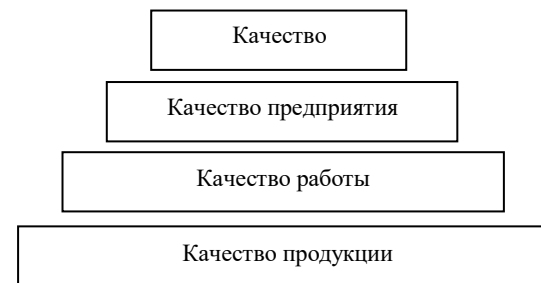 Качество
Качество предприятия
Качество работы
Качество продукции